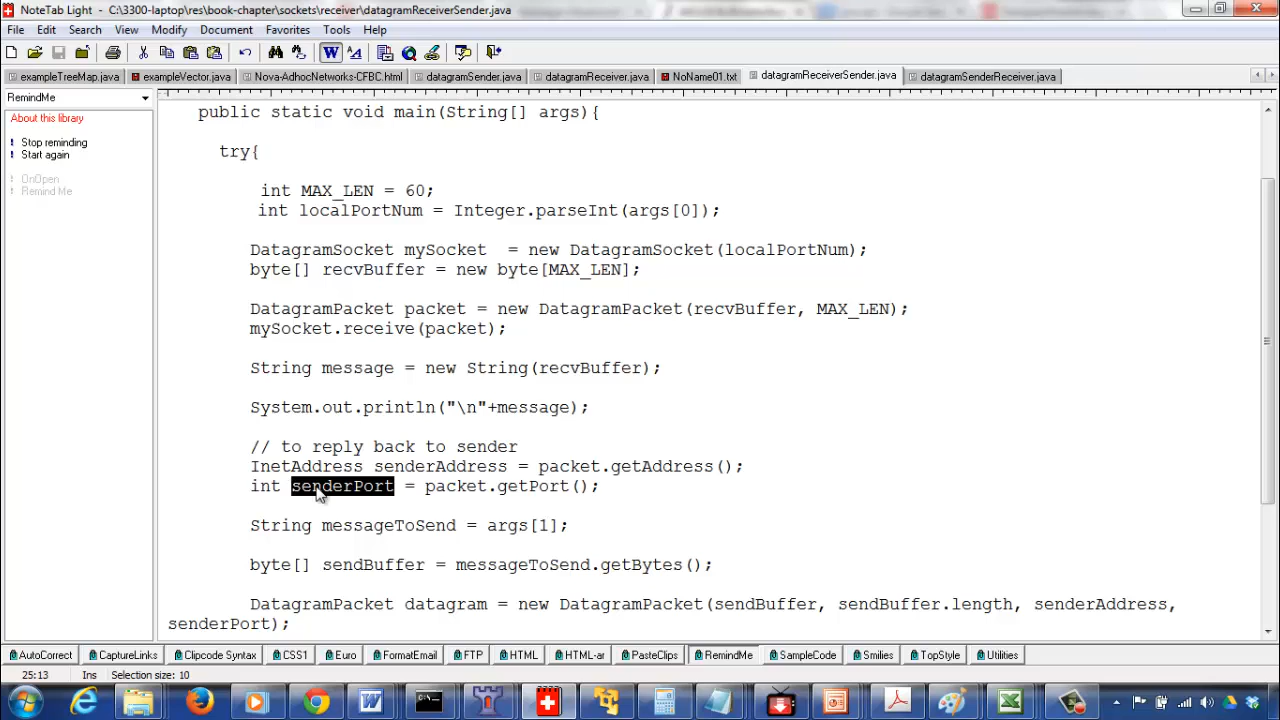 NoteTab Light - C:\3300-laptop\res\book-chapter\sockets\receiver\datagramReceiverSender.java
File Edit Search View Modify Document Favorites Tools Help
exampleTreeMap.java exampleVector.java Nova-AdhocNetworks-CFBC.html datagramSender.java datagramReceiver.java NoName01.txt datagramReceiverSender.java datagramSenderReceiver.java
RemindMe
About this library
! Stop reminding
! Start again
OnOpen
Remind Me
public static void main(String[] args){
try{
int MAX_LEN = 60;
int localPortNum = Integer.parseInt(args[0]);
DatagramSocket mySocket = new DatagramSocket(localPortNum);
byte[] recvBuffer = new byte[MAX_LEN];
DatagramPacket packet = new DatagramPacket(recvBuffer, MAX_LEN);
mySocket.receive(packet);
String message = new String(recvBuffer);
System.out.println("\n"+message);
// to reply back to sender
InetAddress senderAddress = packet.getAddress();
int senderPort = packet.getPort();
String messageToSend = args[1];
byte[] sendBuffer = messageToSend.getBytes();
DatagramPacket datagram = new DatagramPacket(sendBuffer, sendBuffer.length, senderAddress,
senderPort);
AutoCorrect CaptureLinks Clipcode Syntax CSS1 Euro FormatEmail FTP HTML HTML-ar PasteClips RemindMe SampleCode Smilies TopStyle Utilities
25:13 Ins Selection size: 10
7:49 PM